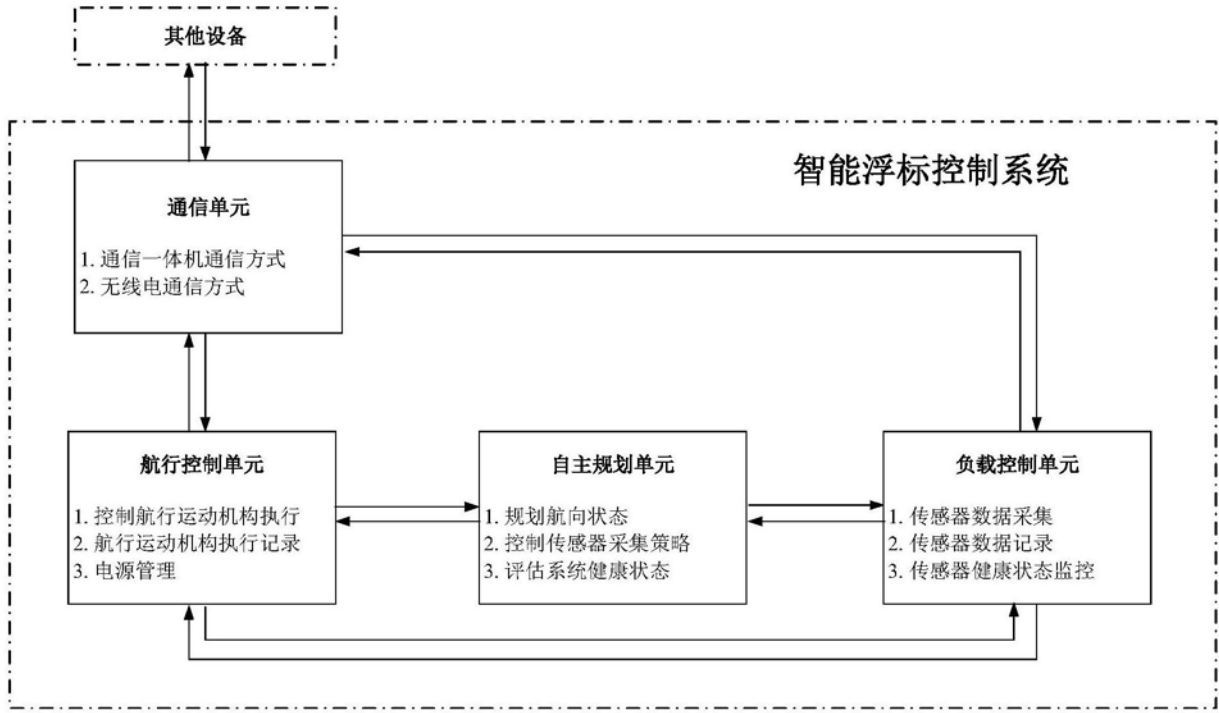 其他设备
智能浮标控制系统
通信单元
1. 通信一体机通信方式
2. 无线电通信方式
航行控制单元
1. 控制航行运动机构执行
2. 航行运动机构执行记录
3. 电源管理
自主规划单元
1. 规划航向状态
2. 控制传感器采集策略
3. 评估系统健康状态
负载控制单元
1. 传感器数据采集
2. 传感器数据记录
3. 传感器健康状态监控